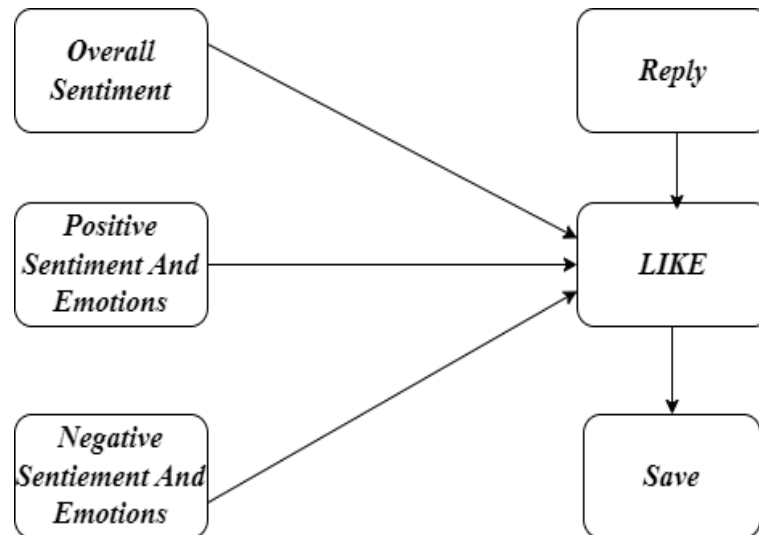 Overall
Sentiment
Reply
Positive
Sentiment And
Emotions
LIKE
Negative
Sentiement And
Emotions
Save